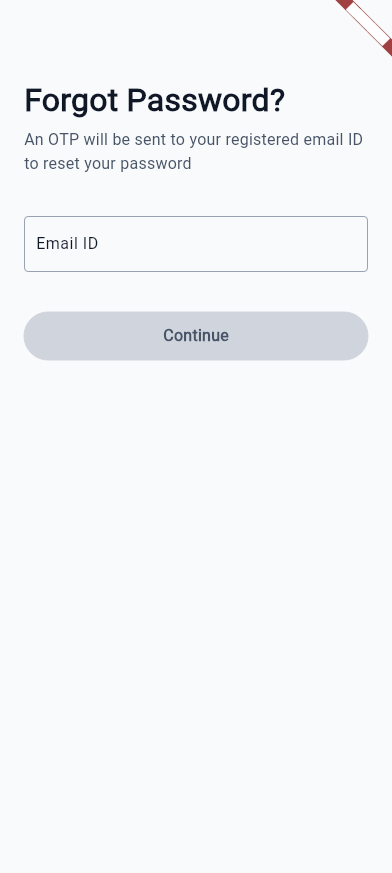 Forgot Password?
An OTP will be sent to your registered email ID
to reset your password
Email ID
Continue